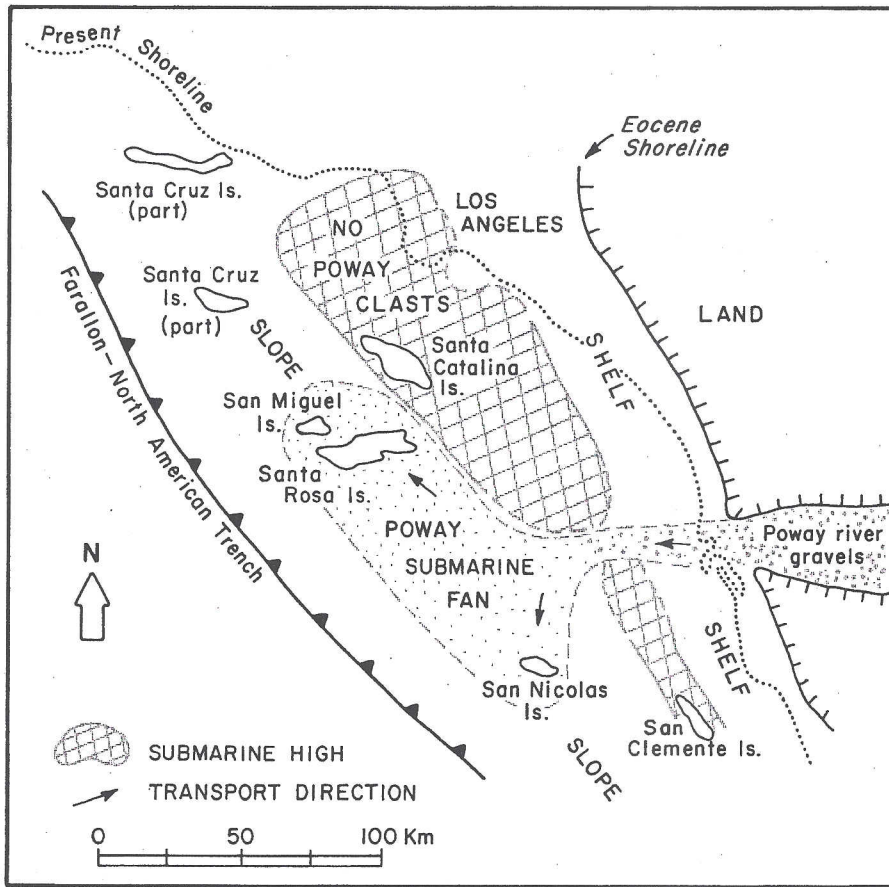 Present
Shoreline
Eocene
Shoreline
Santa Cruz Is.
(part)
LOS
ANGELES
NO
POWAY
CLASTS
Santa Cruz
Is.
(part)
LAND
Farallon–North American Trench
SLOPE
Santa
Catalina
Is.
SHELF
San Miguel
Is.
Santa
Rosa Is.
POWAY
SUBMARINE
FAN
Poway river
gravels
N
SHELF
San Nicolas
Is.
San
Clemente Is.
SLOPE
SUBMARINE HIGH
TRANSPORT DIRECTION
0 50 100 Km